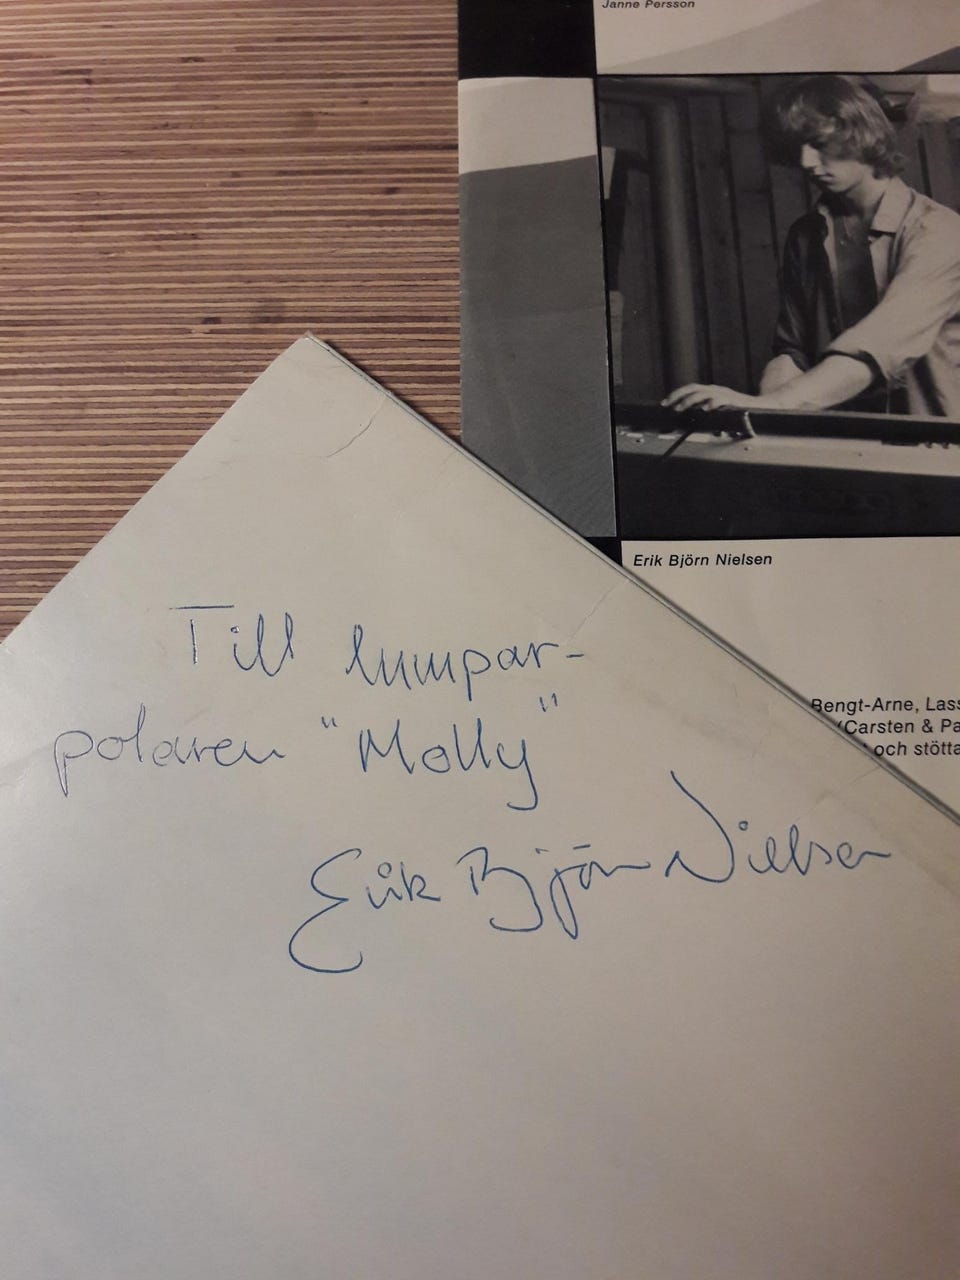 Janne Persson
Erik Björn Nielsen
Bengt-Arne, Lass
(Carsten & Pa
och stötta
Till lumpar-
polaren "Molly"
Erik Björn Nielsen